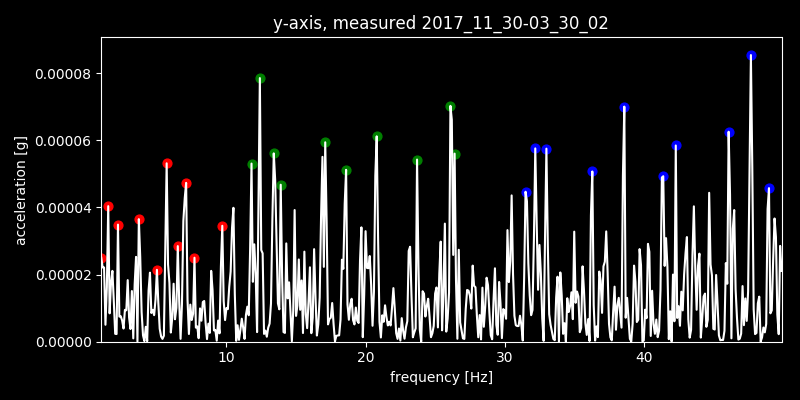 y-axis, measured 2017_11_30-03_30_02
0.00008
0.00006
0.00004
0.00002
0.00000
acceleration [g]
10 20 30 40
frequency [Hz]